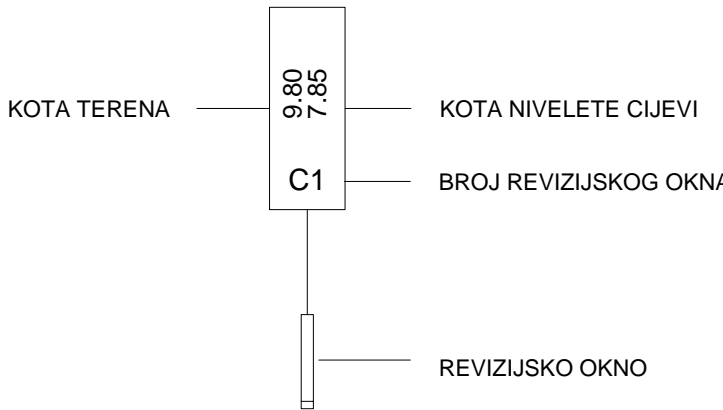 9.80
7.85
KOTA TERENA
KOTA NIVELETE CIJEVI
C1
BROJ REVIZIJSKOG OKNA
REVIZIJSKO OKNO